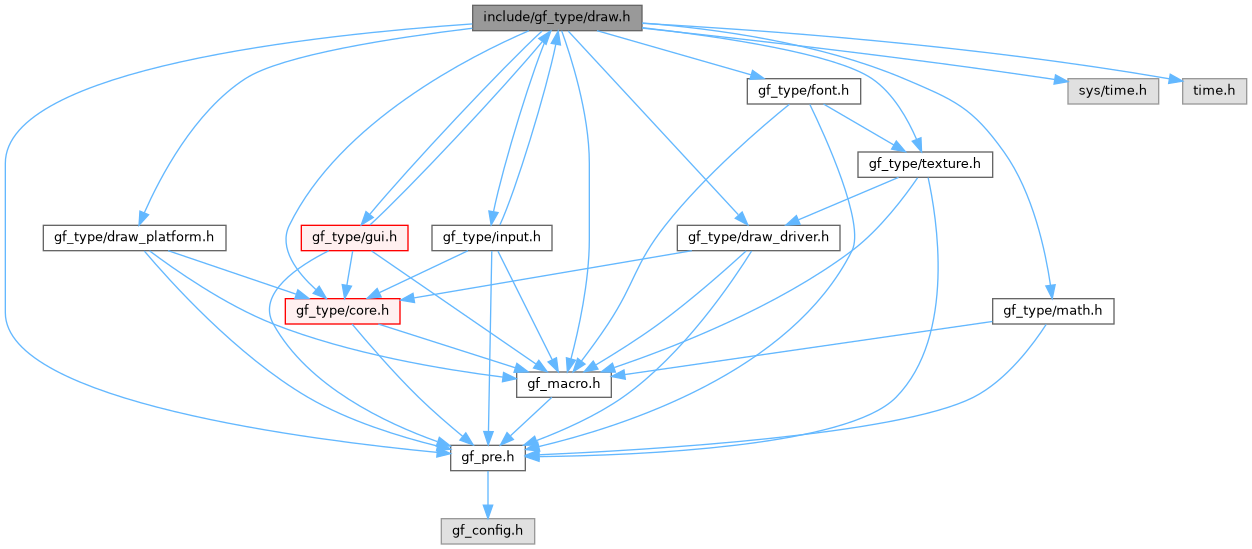 include/gf_type/draw.h
gf_type/font.h
sys/time.h
time.h
gf_type/texture.h
gf_type/draw_platform.h
gf_type/gui.h
gf_type/input.h
gf_type/draw_driver.h
gf_type/core.h
gf_type/math.h
gf_macro.h
gf_pre.h
gf_config.h